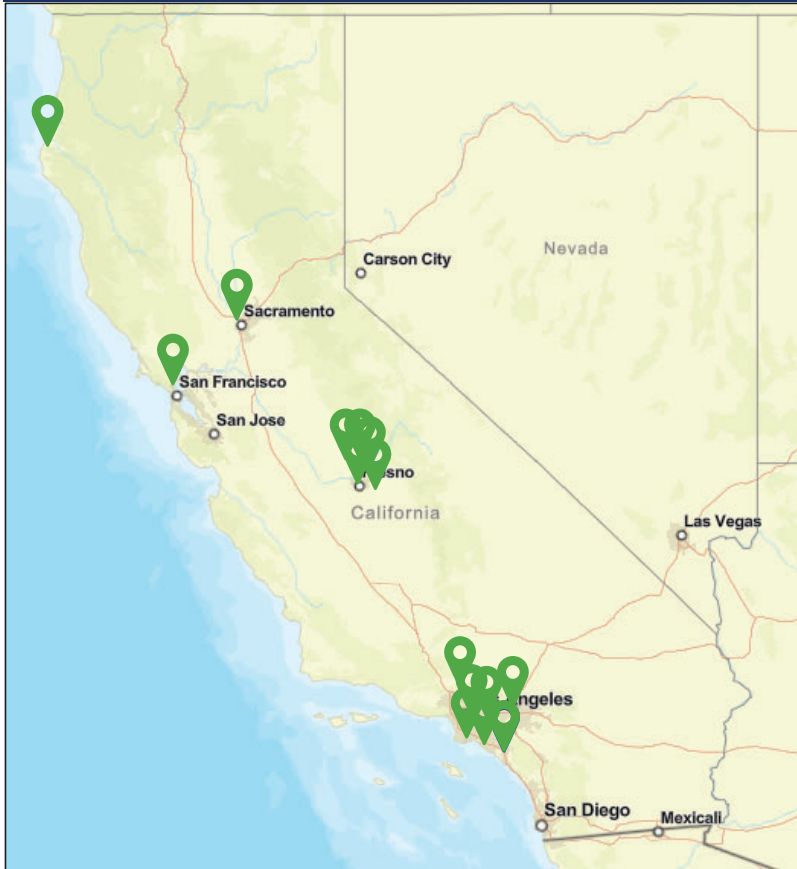 Nevada
Carson City
Sacramento
San Francisco
San Jose
California
Las Vegas
San Diego
Mexicali